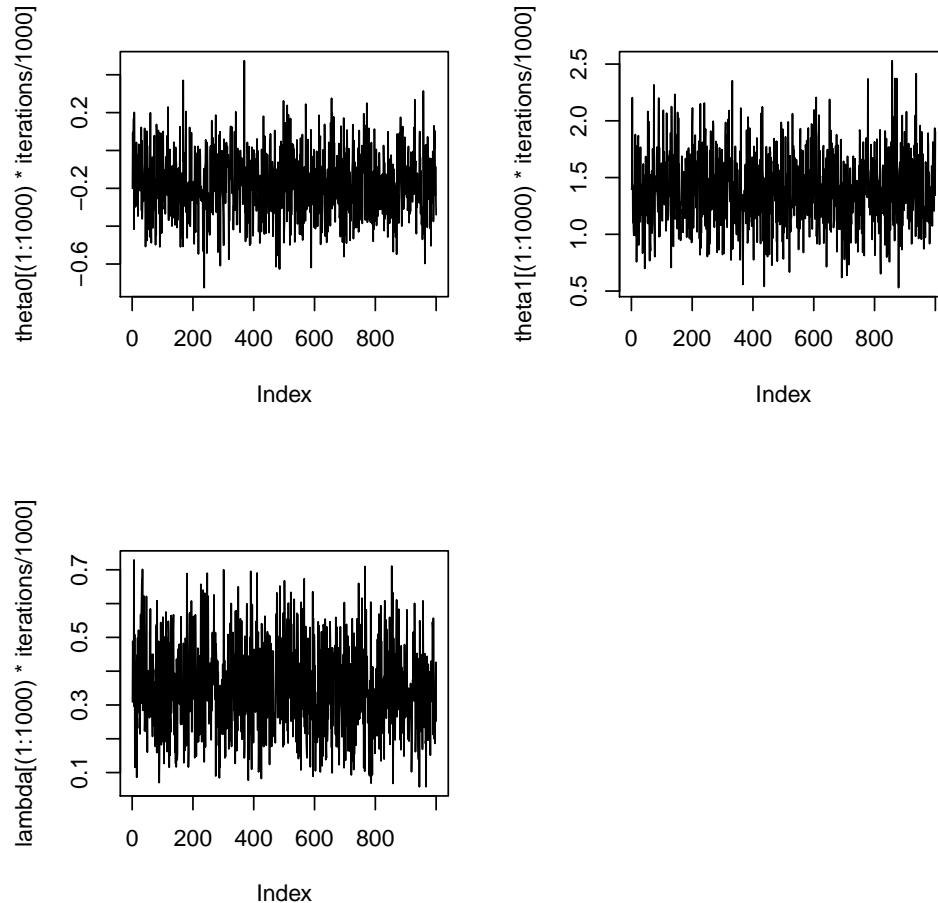 theta0[(1:1000) * iterations/1000]
0.2
−0.2
−0.6
0 200 400 600 800
Index
theta1[(1:1000) * iterations/1000]
2.5
2.0
1.5
1.0
0.5
0 200 400 600 800
Index
lambda[(1:1000) * iterations/1000]
0.7
0.5
0.3
0.1
0 200 400 600 800
Index